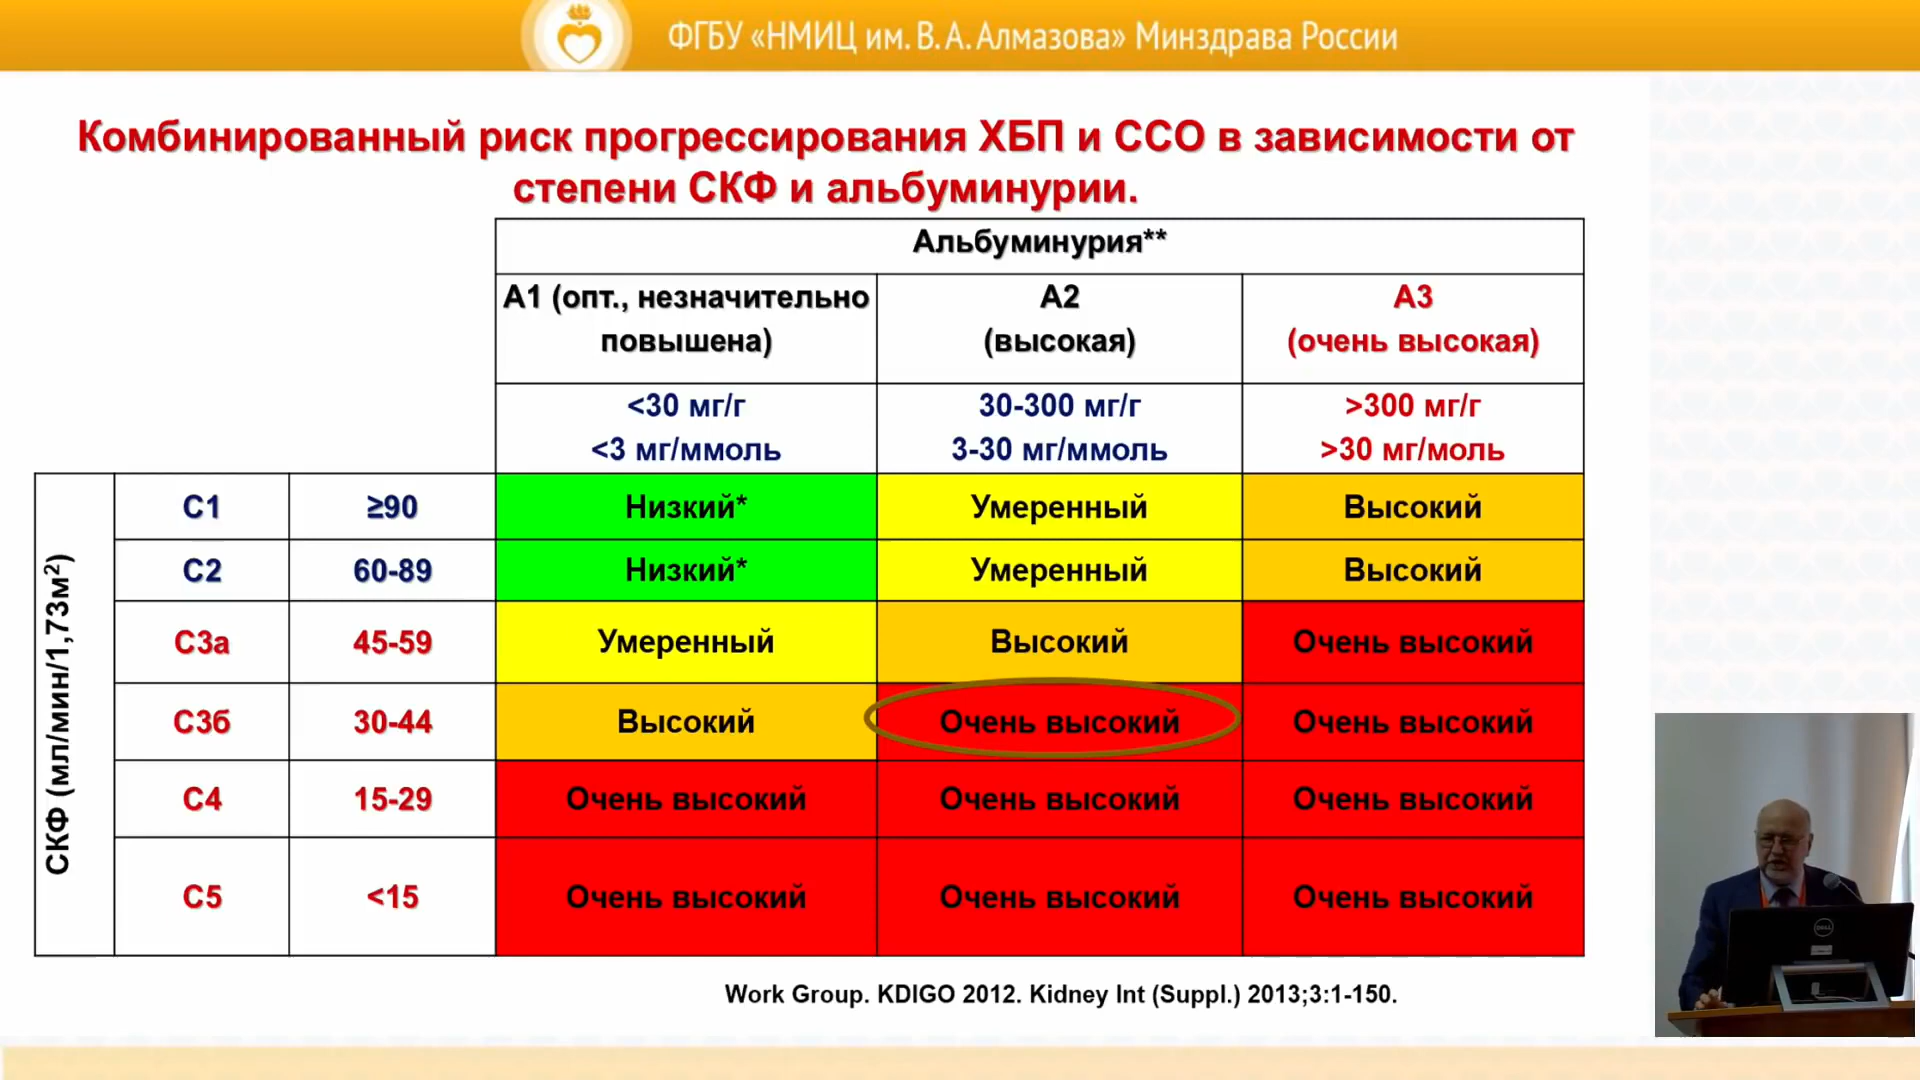 ФГБУ «НМИЦ им. В. А. Алмазова» Минздрава России
Комбинированный риск прогрессирования ХБП и ССО в зависимости от
степени СКФ и альбуминурии.
Альбуминурия**
А1 (опт., незначительно
повышена)
А2
(высокая)
А3
(очень высокая)
<30 мг/г
<3 мг/ммоль
30-300 мг/г
3-30 мг/ммоль
>300 мг/г
>30 мг/моль
СКФ (мл/мин/1,73м²)
С1 ≥90 Низкий* Умеренный Высокий
С2 60-89 Низкий* Умеренный Высокий
С3а 45-59 Умеренный Высокий Очень высокий
С3б 30-44 Высокий Очень высокий Очень высокий
С4 15-29 Очень высокий Очень высокий Очень высокий
С5 <15 Очень высокий Очень высокий Очень высокий
Work Group. KDIGO 2012. Kidney Int (Suppl.) 2013;3:1-150.
DELL